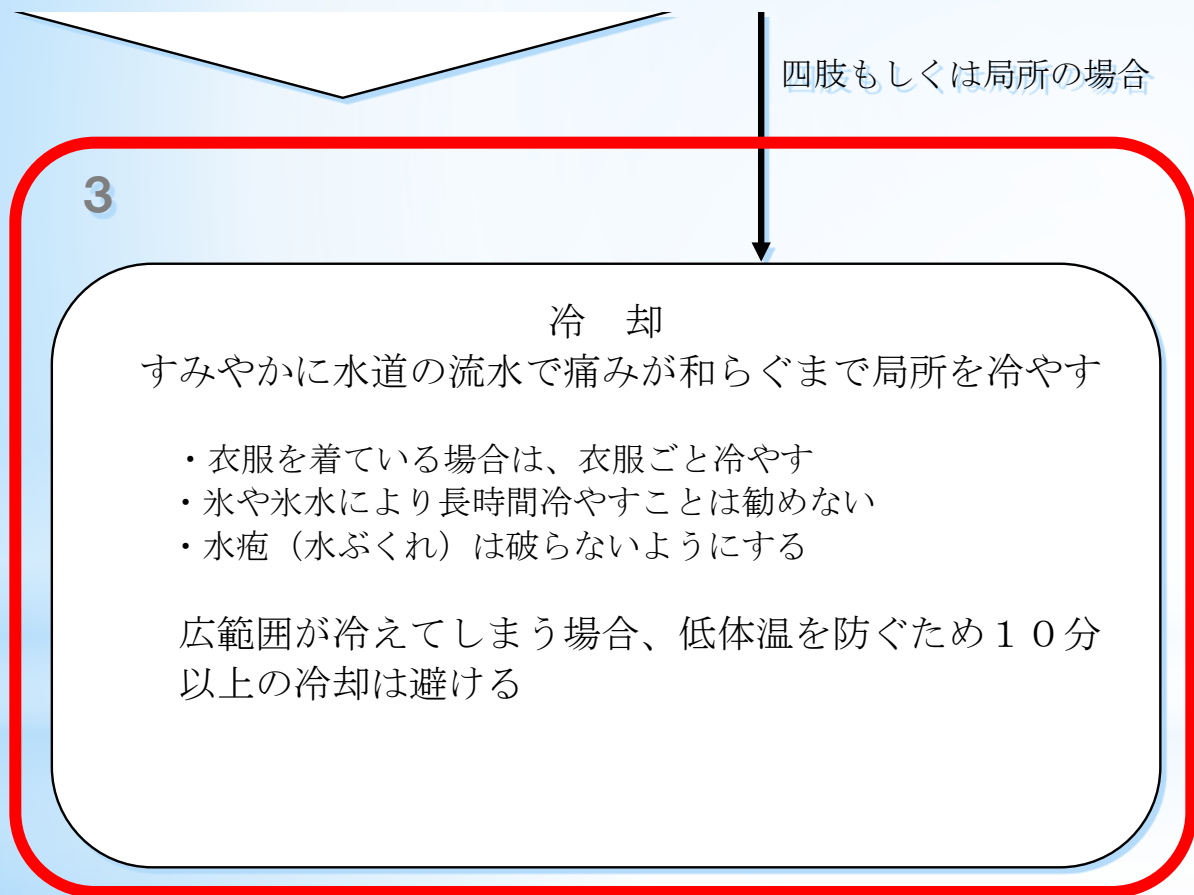 四肢もしくは局所の場合
3
冷　却
すみやかに水道の流水で痛みが和らぐまで局所を冷やす
・衣服を着ている場合は、衣服ごと冷やす
・氷や氷水により長時間冷やすことは勧めない
・水疱（水ぶくれ）は破らないようにする
広範囲が冷えてしまう場合、低体温を防ぐため１０分
以上の冷却は避ける